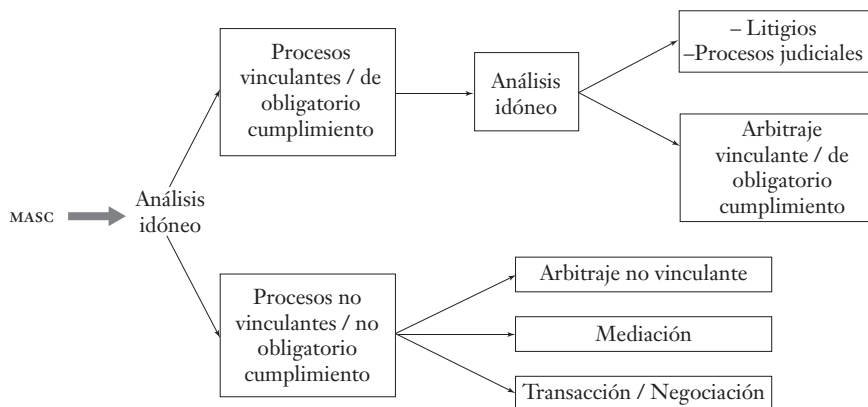 MASC
Análisis
idóneo
Procesos
vinculantes / de
obligatorio
cumplimiento
Análisis
idóneo
– Litigios
–Procesos judiciales
Arbitraje
vinculante / de
obligatorio
cumplimiento
Procesos no
vinculantes / no
obligatorio
cumplimiento
Arbitraje no vinculante
Mediación
Transacción / Negociación